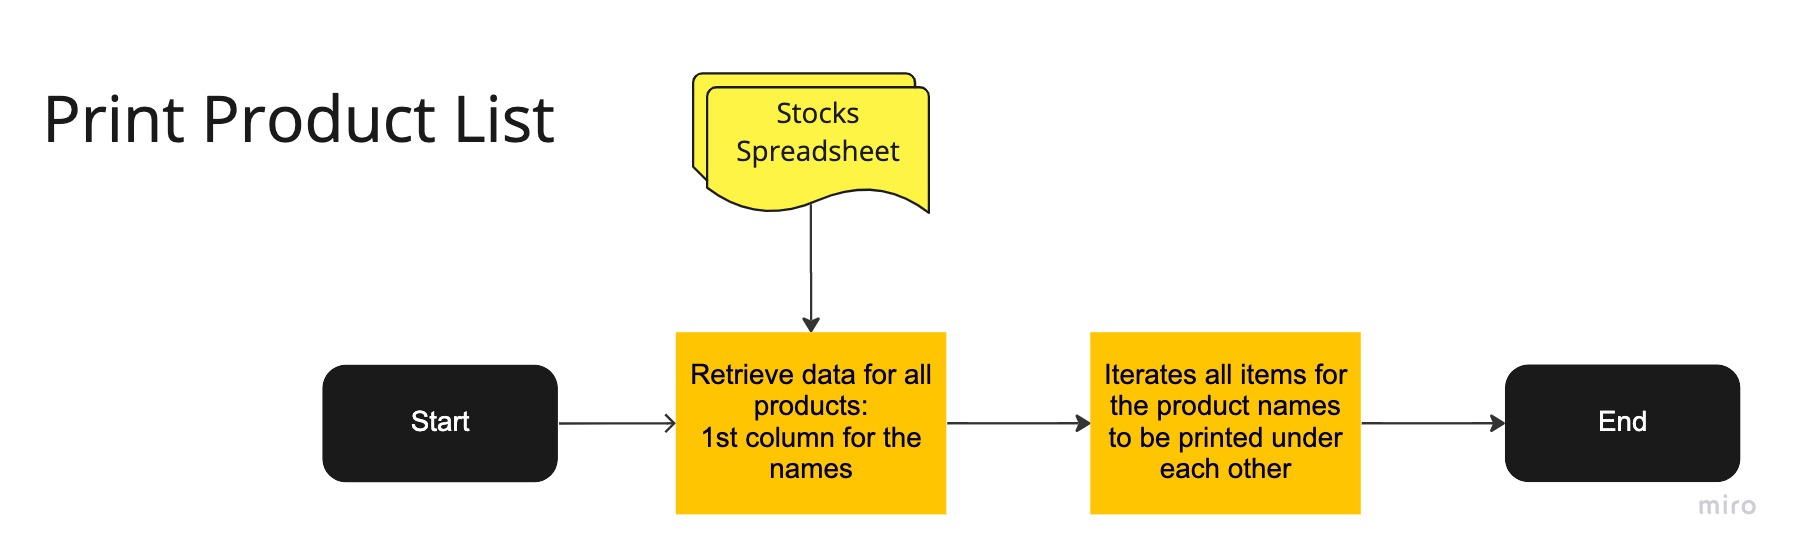 Print Product List
Stocks
Spreadsheet
Start
Retrieve data for all
products:
1st column for the
names
Iterates all items for
the product names
to be printed under
each other
End
miro